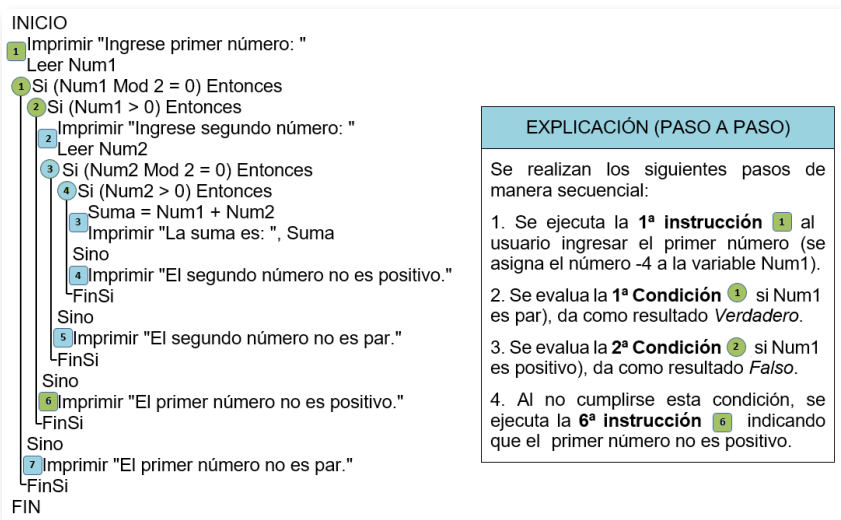 INICIO
1 Imprimir "Ingrese primer número: "
Leer Num1
1 Si (Num1 Mod 2 = 0) Entonces
2 Si (Num1 > 0) Entonces
2 Imprimir "Ingrese segundo número: "
Leer Num2
3 Si (Num2 Mod 2 = 0) Entonces
4 Si (Num2 > 0) Entonces
3 Suma = Num1 + Num2
Imprimir "La suma es: ", Suma
Sino
4 Imprimir "El segundo número no es positivo."
FinSi
Sino
5 Imprimir "El segundo número no es par."
FinSi
Sino
6 Imprimir "El primer número no es positivo."
FinSi
Sino
7 Imprimir "El primer número no es par."
FinSi
FIN
EXPLICACIÓN (PASO A PASO)
Se realizan los siguientes pasos de
manera secuencial:
1. Se ejecuta la 1ª instrucción 1 al
usuario ingresar el primer número (se
asigna el número -4 a la variable Num1).
2. Se evalua la 1ª Condición 1 si Num1
es par), da como resultado Verdadero.
3. Se evalua la 2ª Condición 2 si Num1
es positivo), da como resultado Falso.
4. Al no cumplirse esta condición, se
ejecuta la 6ª instrucción 6 indicando
que el primer número no es positivo.